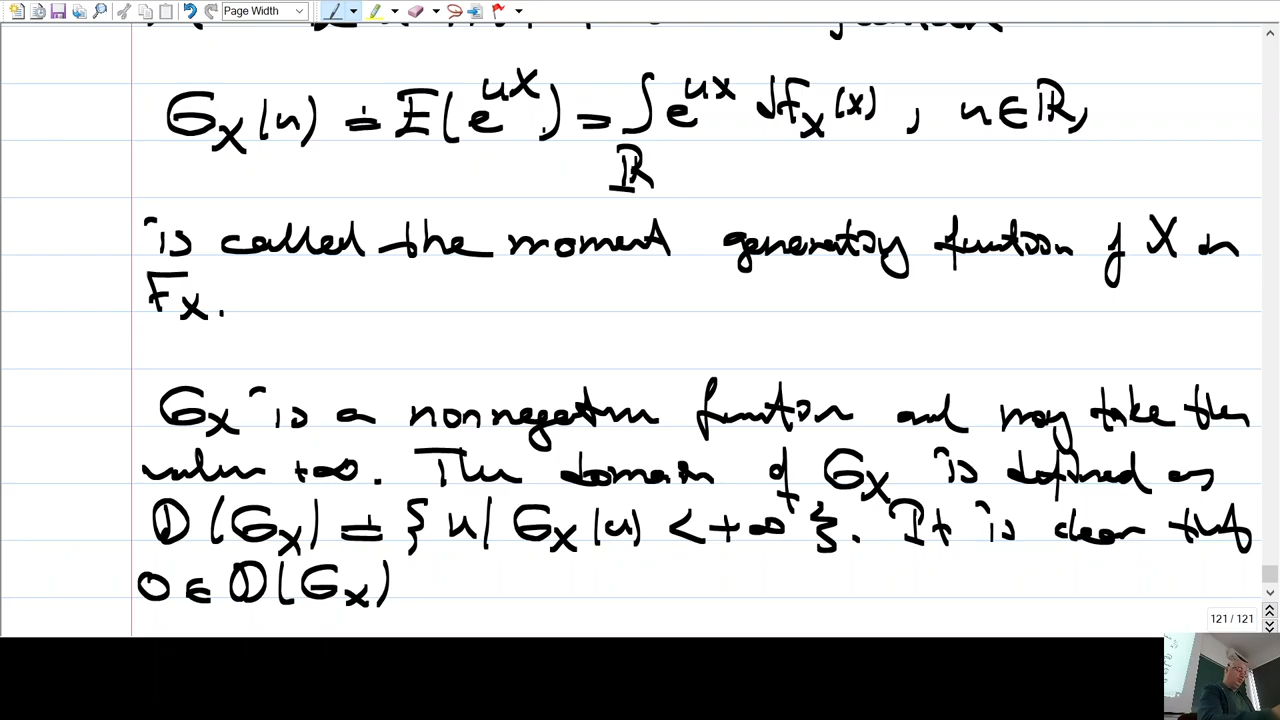 Page Width
G_X(u) ≐ E(e^{uX}) = ∫_ℝ e^{ux} dF_X(x), u ∈ ℝ,
is called the moment generating function of X or
F_X.
G_X is a nonnegative function and may take the
value +∞. The domain of G_X is defined as
D(G_X) ≐ { u | G_X(u) < +∞ }. It is clear that
0 ∈ D(G_X)
121 / 121